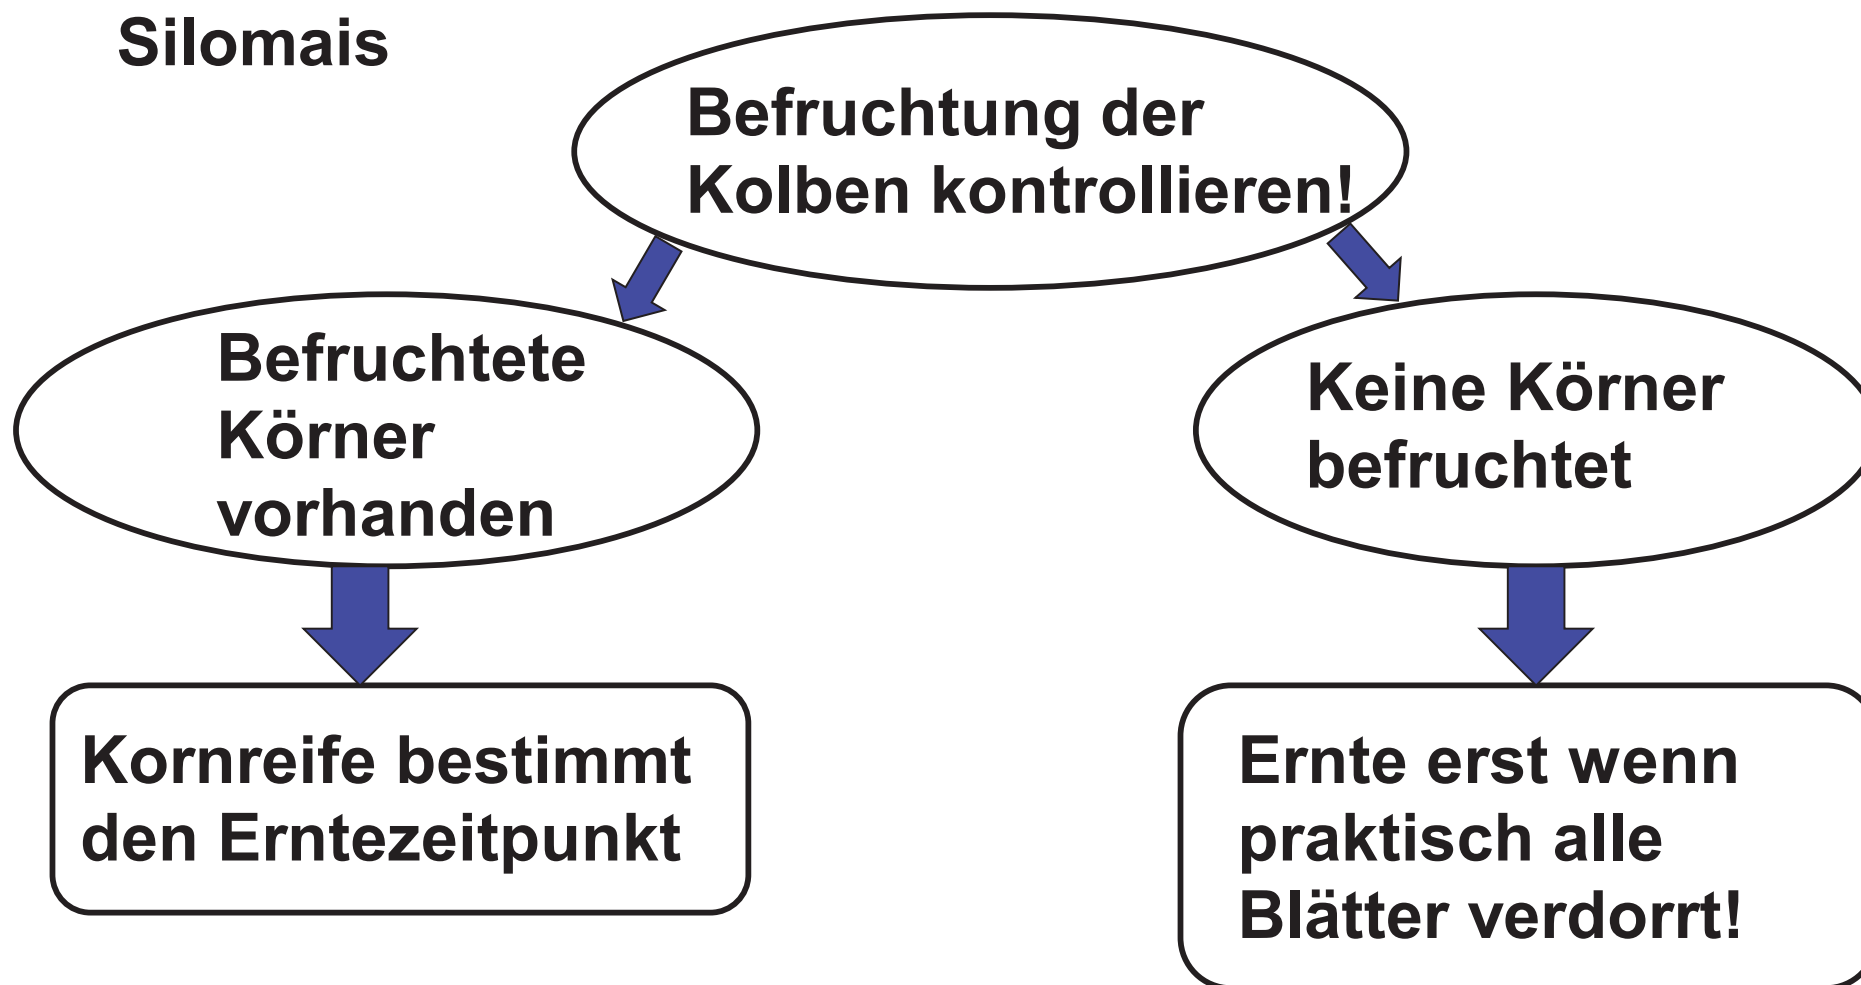 Silomais
Befruchtung der
Kolben kontrollieren!
Befruchtete
Körner
vorhanden
Keine Körner
befruchtet
Kornreife bestimmt
den Erntezeitpunkt
Ernte erst wenn
praktisch alle
Blätter verdorrt!